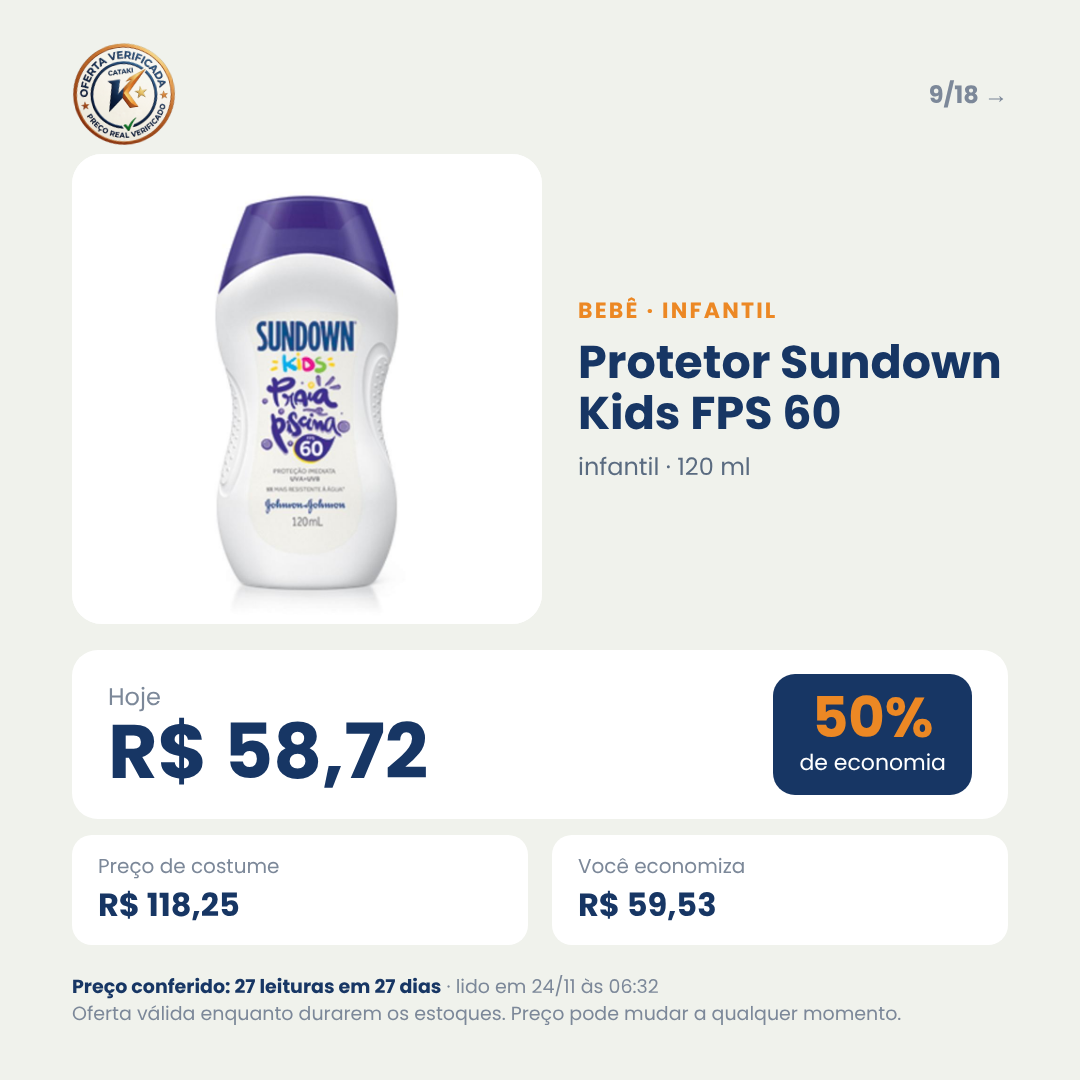 OFERTA VERIFICADA
CATAKI
K
PREÇO REAL VERIFICADO
9/18 →
SUNDOWN
KIDS
Praia
e
Piscina
60
PROTEÇÃO IMEDIATA
UVA+UVB
MAIS RESISTENTE À ÁGUA*
Johnson & Johnson
120mL
BEBÊ · INFANTIL
Protetor Sundown
Kids FPS 60
infantil · 120 ml
Hoje
R$ 58,72
50%
de economia
Preço de costume
R$ 118,25
Você economiza
R$ 59,53
Preço conferido: 27 leituras em 27 dias · lido em 24/11 às 06:32
Oferta válida enquanto durarem os estoques. Preço pode mudar a qualquer momento.